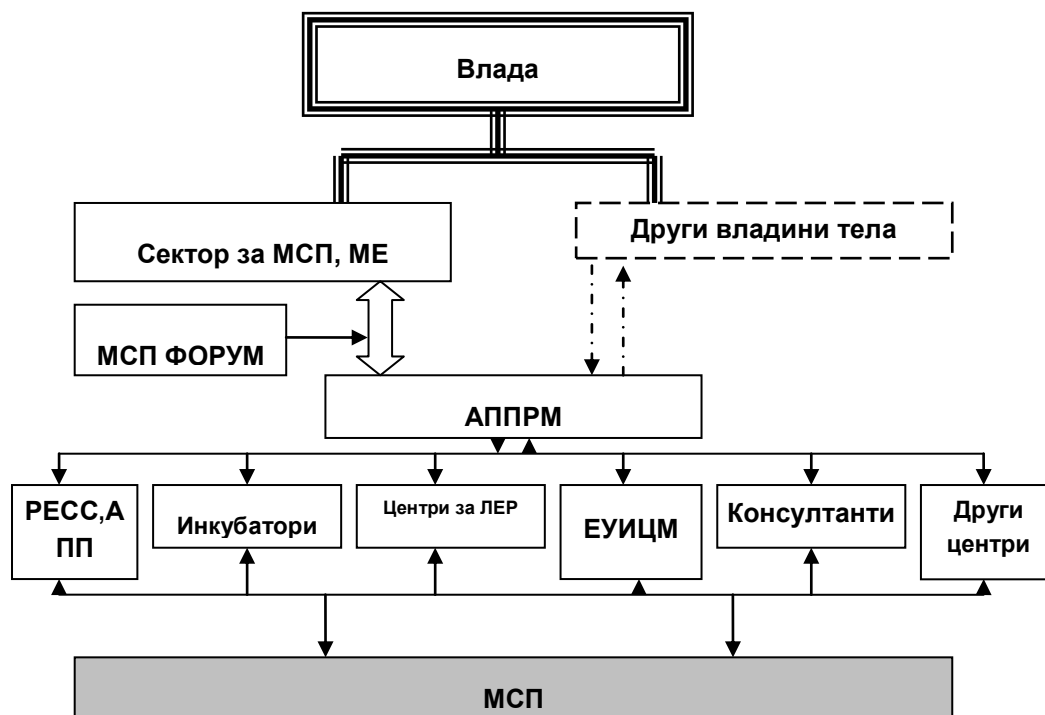 Влада
Други владини тела
Сектор за МСП, МЕ
МСП ФОРУМ
АППРМ
РЕСС,А
ПП
Инкубатори
Центри за ЛЕР
ЕУИЦМ
Консултанти
Други
центри
МСП